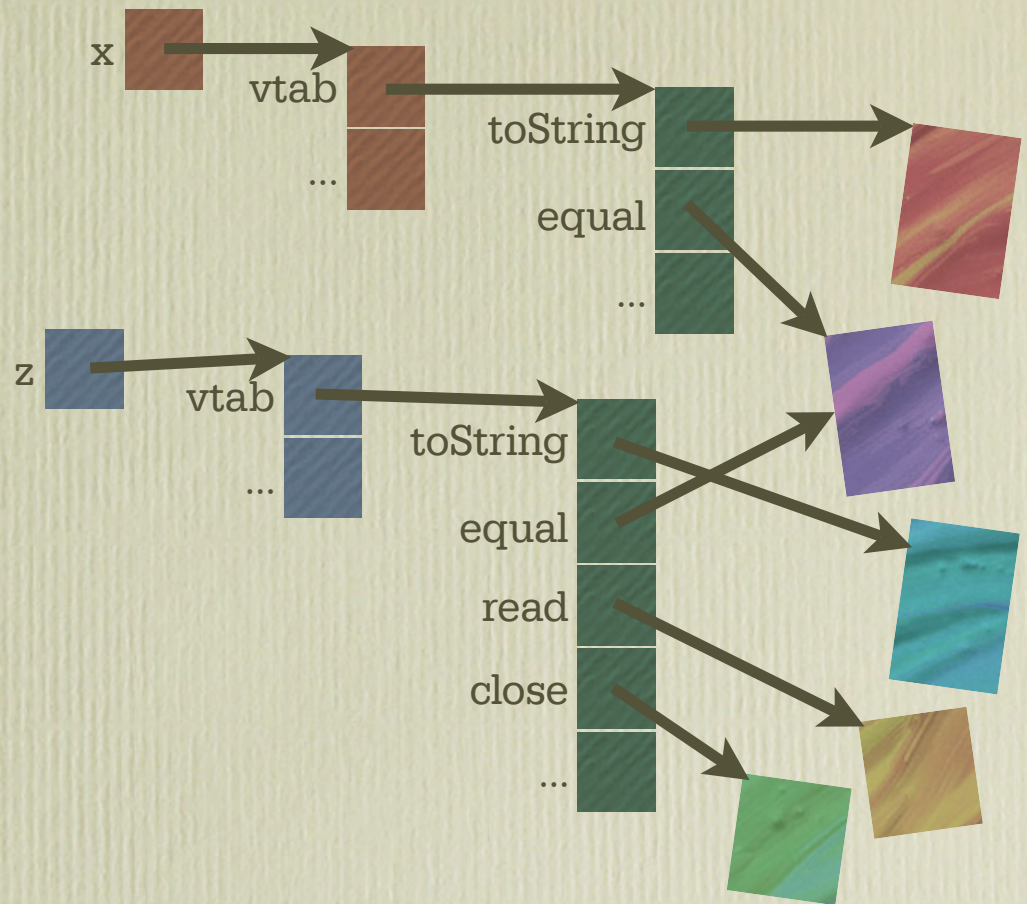 x
vtab
...
toString
equal
...
z
vtab
...
toString
equal
read
close
...